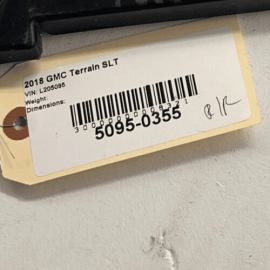 2018 GMC Terrain SLT
VIN: L205095
Weight:
Dimensions:
5095-0355